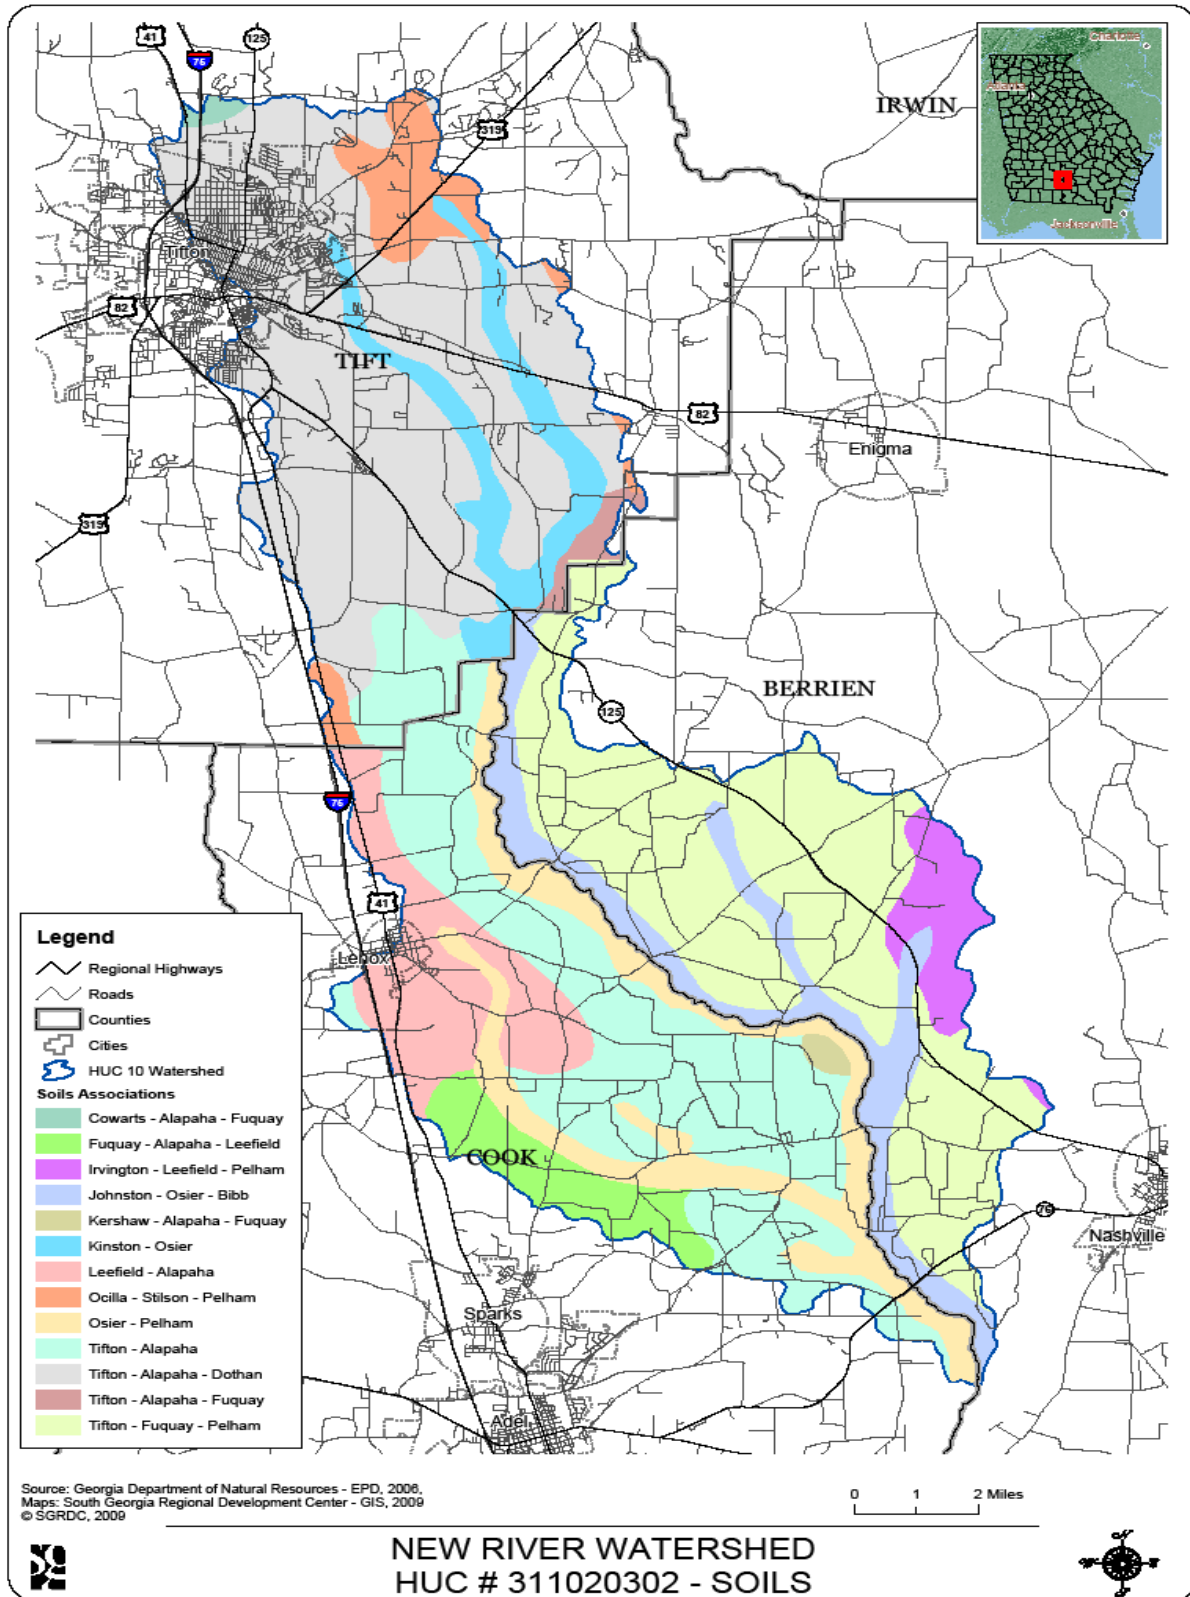 41
125
75
Charlotte
Atlanta
Jacksonville
IRWIN
319
Tifton
82
TIFT
82
Enigma
319
BERRIEN
125
75
41
Lenox
COOK
76
Nashville
Sparks
Adel
Legend
Regional Highways
Roads
Counties
Cities
HUC 10 Watershed
Soils Associations
Cowarts - Alapaha - Fuquay
Fuquay - Alapaha - Leefield
Irvington - Leefield - Pelham
Johnston - Osier - Bibb
Kershaw - Alapaha - Fuquay
Kinston - Osier
Leefield - Alapaha
Ocilla - Stilson - Pelham
Osier - Pelham
Tifton - Alapaha
Tifton - Alapaha - Dothan
Tifton - Alapaha - Fuquay
Tifton - Fuquay - Pelham
Source: Georgia Department of Natural Resources - EPD, 2006,
Maps: South Georgia Regional Development Center - GIS, 2009
© SGRDC, 2009
0 1 2 Miles
NEW RIVER WATERSHED
HUC # 311020302 - SOILS
N
W E
S